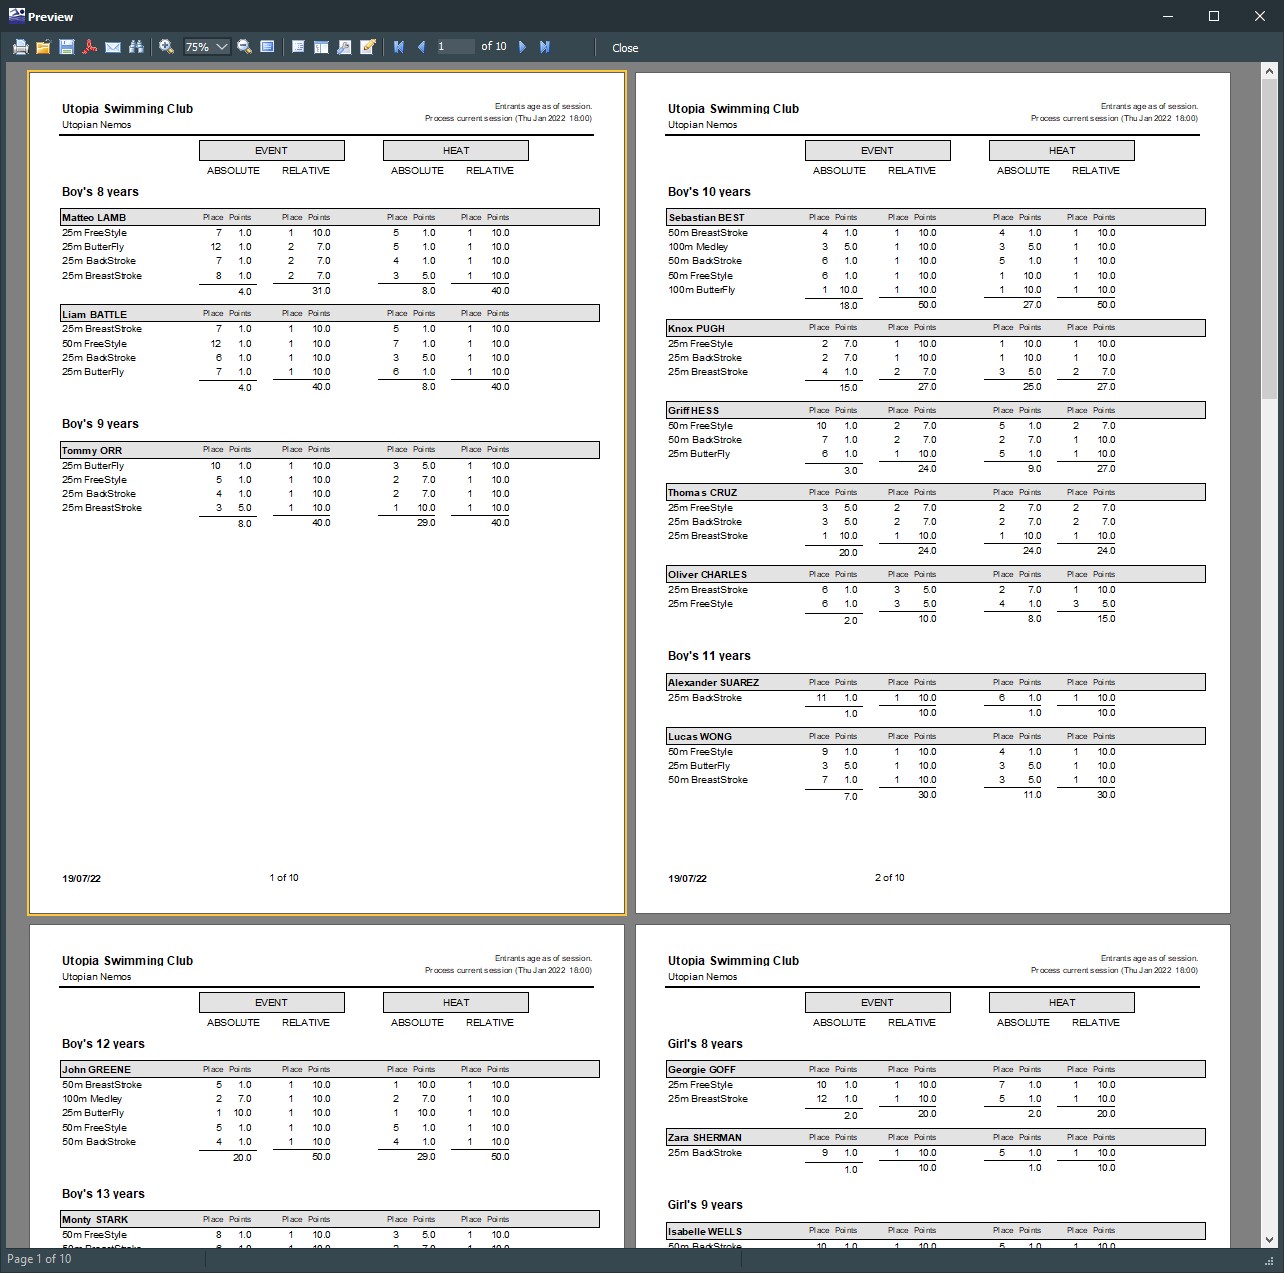 Preview
75% 1 of 10 Close
Utopia Swimming Club Entrants age as of session.
Utopian Nemos Process current session (Thu Jan 2022 18:00)
EVENT HEAT
ABSOLUTE RELATIVE ABSOLUTE RELATIVE
Boy's 8 years
Matteo LAMB Place Points Place Points Place Points Place Points
25m FreeStyle 7 1.0 1 10.0 5 1.0 1 10.0
25m ButterFly 12 1.0 2 7.0 5 1.0 1 10.0
25m BackStroke 7 1.0 2 7.0 4 1.0 1 10.0
25m BreastStroke 8 1.0 2 7.0 3 5.0 1 10.0
4.0 31.0 8.0 40.0
Liam BATTLE Place Points Place Points Place Points Place Points
25m BreastStroke 7 1.0 1 10.0 5 1.0 1 10.0
50m FreeStyle 12 1.0 1 10.0 7 1.0 1 10.0
25m BackStroke 6 1.0 1 10.0 3 5.0 1 10.0
25m ButterFly 7 1.0 1 10.0 6 1.0 1 10.0
4.0 40.0 8.0 40.0
Boy's 9 years
Tommy ORR Place Points Place Points Place Points Place Points
25m ButterFly 10 1.0 1 10.0 3 5.0 1 10.0
25m FreeStyle 5 1.0 1 10.0 2 7.0 1 10.0
25m BackStroke 4 1.0 1 10.0 2 7.0 1 10.0
25m BreastStroke 3 5.0 1 10.0 1 10.0 1 10.0
8.0 40.0 29.0 40.0
19/07/22 1 of 10
Utopia Swimming Club Entrants age as of session.
Utopian Nemos Process current session (Thu Jan 2022 18:00)
EVENT HEAT
ABSOLUTE RELATIVE ABSOLUTE RELATIVE
Boy's 10 years
Sebastian BEST Place Points Place Points Place Points Place Points
50m BreastStroke 4 1.0 1 10.0 4 1.0 1 10.0
100m Medley 3 5.0 1 10.0 3 5.0 1 10.0
50m BackStroke 6 1.0 1 10.0 5 1.0 1 10.0
50m FreeStyle 6 1.0 1 10.0 1 10.0 1 10.0
100m ButterFly 1 10.0 1 10.0 1 10.0 1 10.0
18.0 50.0 27.0 50.0
Knox PUGH Place Points Place Points Place Points Place Points
25m FreeStyle 2 7.0 1 10.0 1 10.0 1 10.0
25m BackStroke 2 7.0 1 10.0 1 10.0 1 10.0
25m BreastStroke 4 1.0 2 7.0 3 5.0 2 7.0
15.0 27.0 25.0 27.0
Griff HESS Place Points Place Points Place Points Place Points
50m FreeStyle 10 1.0 2 7.0 5 1.0 2 7.0
50m BackStroke 7 1.0 2 7.0 2 7.0 1 10.0
25m ButterFly 6 1.0 1 10.0 5 1.0 1 10.0
3.0 24.0 9.0 27.0
Thomas CRUZ Place Points Place Points Place Points Place Points
25m FreeStyle 3 5.0 2 7.0 2 7.0 2 7.0
25m BackStroke 3 5.0 2 7.0 2 7.0 2 7.0
25m BreastStroke 1 10.0 1 10.0 1 10.0 1 10.0
20.0 24.0 24.0 24.0
Oliver CHARLES Place Points Place Points Place Points Place Points
25m BreastStroke 6 1.0 3 5.0 2 7.0 1 10.0
25m FreeStyle 6 1.0 3 5.0 4 1.0 3 5.0
2.0 10.0 8.0 15.0
Boy's 11 years
Alexander SUAREZ Place Points Place Points Place Points Place Points
25m BackStroke 11 1.0 1 10.0 6 1.0 1 10.0
1.0 10.0 1.0 10.0
Lucas WONG Place Points Place Points Place Points Place Points
50m FreeStyle 9 1.0 1 10.0 4 1.0 1 10.0
25m ButterFly 3 5.0 1 10.0 3 5.0 1 10.0
50m BreastStroke 7 1.0 1 10.0 3 5.0 1 10.0
7.0 30.0 11.0 30.0
19/07/22 2 of 10
Utopia Swimming Club Entrants age as of session.
Utopian Nemos Process current session (Thu Jan 2022 18:00)
EVENT HEAT
ABSOLUTE RELATIVE ABSOLUTE RELATIVE
Boy's 12 years
John GREENE Place Points Place Points Place Points Place Points
50m BreastStroke 5 1.0 1 10.0 1 10.0 1 10.0
100m Medley 2 7.0 1 10.0 2 7.0 1 10.0
25m ButterFly 1 10.0 1 10.0 1 10.0 1 10.0
50m FreeStyle 5 1.0 1 10.0 5 1.0 1 10.0
50m BackStroke 4 1.0 1 10.0 4 1.0 1 10.0
20.0 50.0 29.0 50.0
Boy's 13 years
Monty STARK Place Points Place Points Place Points Place Points
50m FreeStyle 8 1.0 1 10.0 3 5.0 1 10.0
Utopia Swimming Club Entrants age as of session.
Utopian Nemos Process current session (Thu Jan 2022 18:00)
EVENT HEAT
ABSOLUTE RELATIVE ABSOLUTE RELATIVE
Girl's 8 years
Georgie GOFF Place Points Place Points Place Points Place Points
25m FreeStyle 10 1.0 1 10.0 7 1.0 1 10.0
25m BreastStroke 12 1.0 1 10.0 5 1.0 1 10.0
2.0 20.0 2.0 20.0
Zara SHERMAN Place Points Place Points Place Points Place Points
25m BackStroke 9 1.0 1 10.0 5 1.0 1 10.0
1.0 10.0 1.0 10.0
Girl's 9 years
Isabelle WELLS Place Points Place Points Place Points Place Points
50m BackStroke 10 1.0 1 10.0 5 1.0 1 10.0
Page 1 of 10